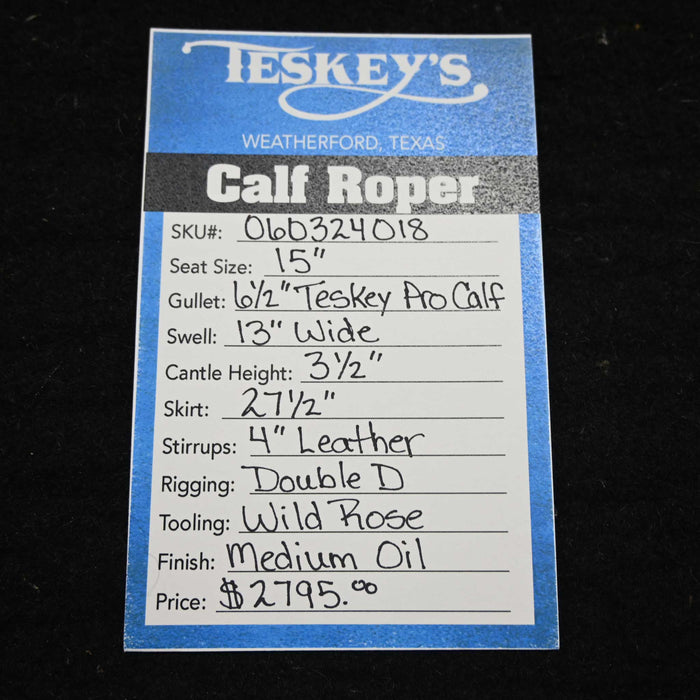 TESKEY'S
WEATHERFORD, TEXAS
Calf Roper
SKU#: 060324018
Seat Size: 15"
Gullet: 6½" Teskey Pro Calf
Swell: 13" Wide
Cantle Height: 3½"
Skirt: 27½"
Stirrups: 4" Leather
Rigging: Double D
Tooling: Wild Rose
Finish: Medium Oil
Price: $2795.00